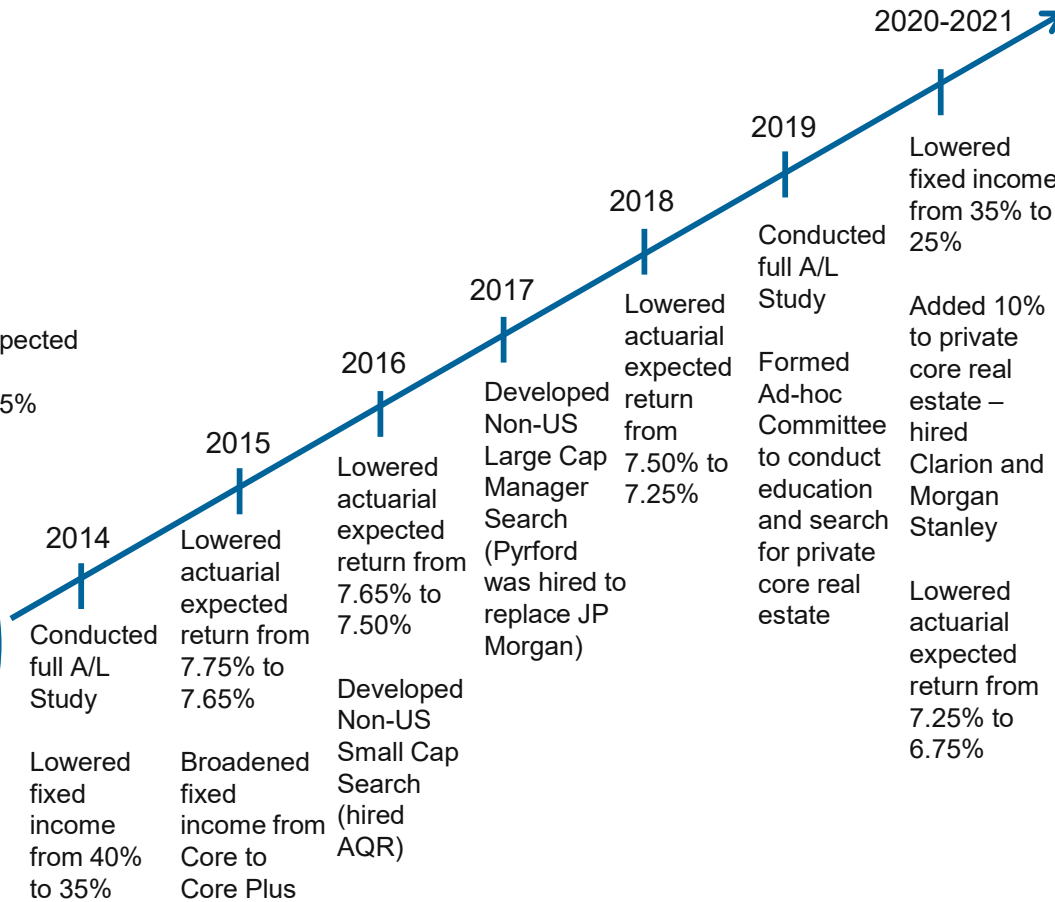 pected
5%
2014
Conducted
full A/L
Study
Lowered
fixed
income
from 40%
to 35%
2015
Lowered
actuarial
expected
return from
7.75% to
7.65%
Broadened
fixed
income from
Core to
Core Plus
2016
Lowered
actuarial
expected
return from
7.65% to
7.50%
Developed
Non-US
Small Cap
Search
(hired
AQR)
2017
Developed
Non-US
Large Cap
Manager
Search
(Pyrford
was hired to
replace JP
Morgan)
2018
Lowered
actuarial
expected
return
from
7.50% to
7.25%
2019
Conducted
full A/L
Study
Formed
Ad-hoc
Committee
to conduct
education
and search
for private
core real
estate
2020-2021
Lowered
fixed income
from 35% to
25%
Added 10%
to private
core real
estate –
hired
Clarion and
Morgan
Stanley
Lowered
actuarial
expected
return from
7.25% to
6.75%